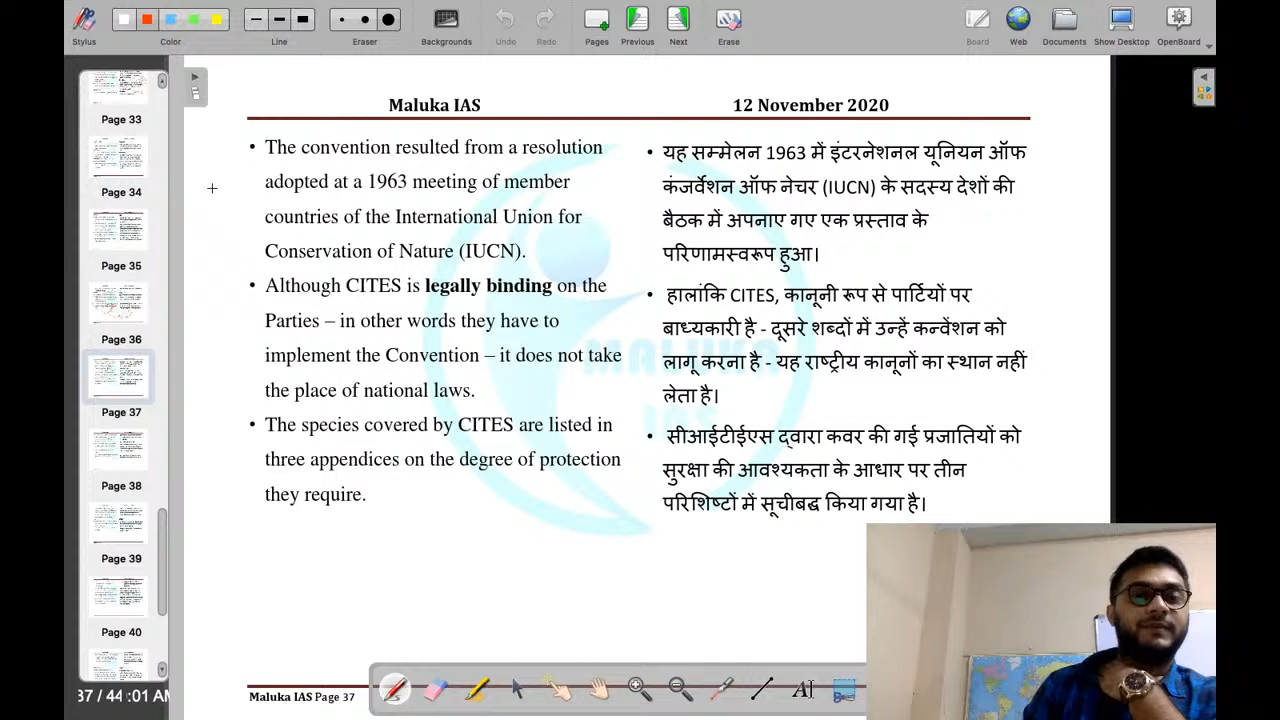 Stylus
Color
Line
Eraser
Backgrounds
Undo
Redo
Pages
Previous
Next
Erase
Board
Web
Documents
Show Desktop
OpenBoard
Page 33
Page 34
Page 35
Page 36
Page 37
Page 38
Page 39
Page 40
37 / 44
:01 AM
Maluka IAS
12 November 2020
• The convention resulted from a resolution
adopted at a 1963 meeting of member
countries of the International Union for
Conservation of Nature (IUCN).
• Although CITES is legally binding on the
Parties – in other words they have to
implement the Convention – it does not take
the place of national laws.
• The species covered by CITES are listed in
three appendices on the degree of protection
they require.
• यह सम्मेलन 1963 में इंटरनेशनल यूनियन ऑफ
कंजर्वेशन ऑफ नेचर (IUCN) के सदस्य देशों की
बैठक में अपनाए गए एक प्रस्ताव के
परिणामस्वरूप हुआ।
• हालांकि CITES, कानूनी रूप से पार्टियों पर
बाध्यकारी है - दूसरे शब्दों में उन्हें कन्वेंशन को
लागू करना है - यह राष्ट्रीय कानूनों का स्थान नहीं
लेता है।
• सीआईटीईएस द्वारा कवर की गई प्रजातियों को
सुरक्षा की आवश्यकता के आधार पर तीन
परिशिष्टों में सूचीबद्ध किया गया है।
MALUKA
IAS
Maluka IAS Page 37